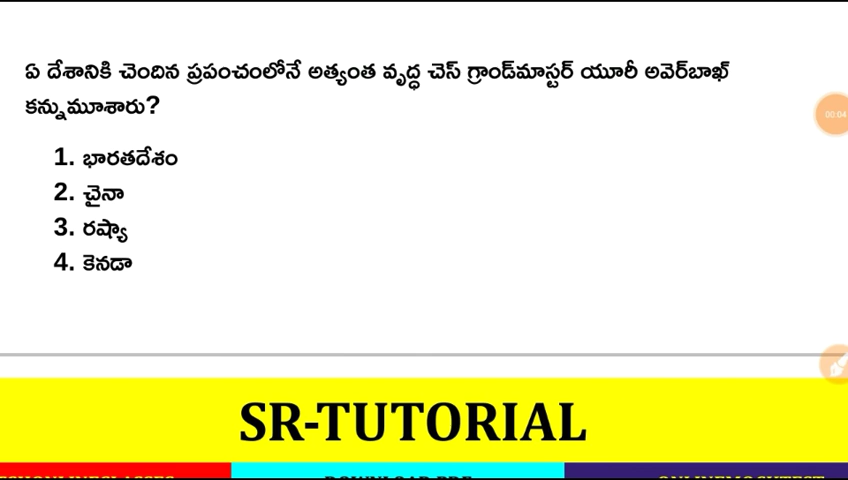 ఏ దేశానికి చెందిన ప్రపంచంలోనే అత్యంత వృద్ధ చెస్ గ్రాండ్‌మాస్టర్ యూరీ అవెర్‌బాఖ్
కన్నుమూశారు?
00:04
1. భారతదేశం
2. చైనా
3. రష్యా
4. కెనడా
SR-TUTORIAL